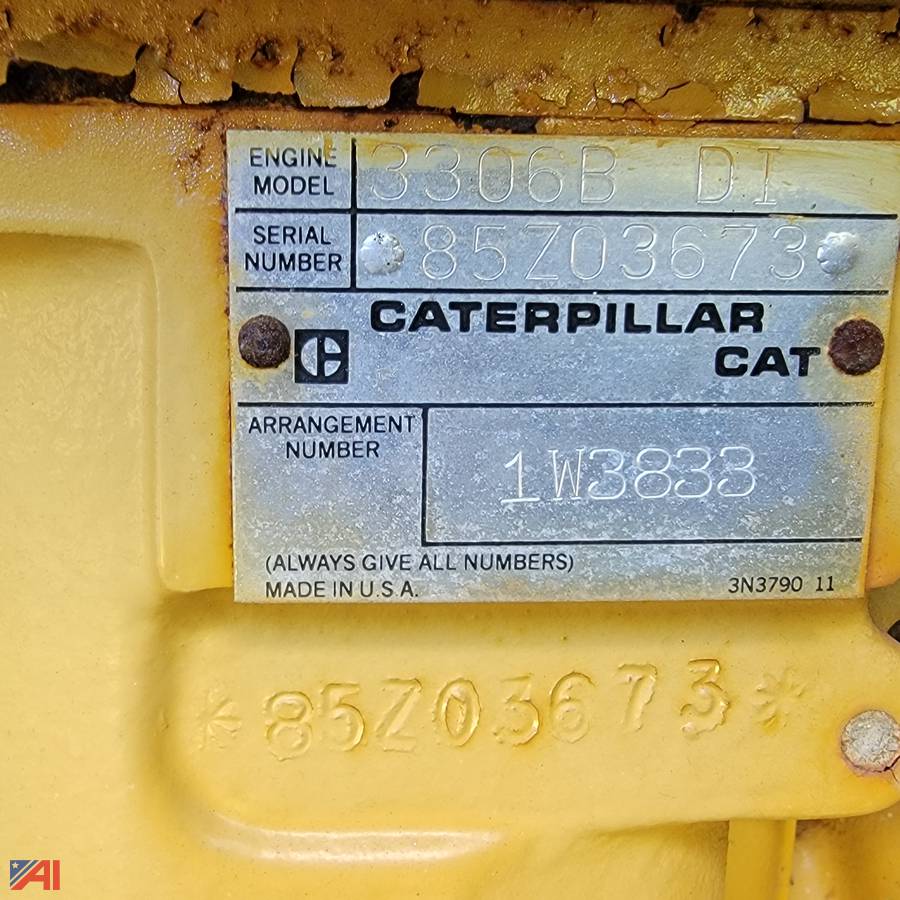 ENGINE MODEL 3306B DI
SERIAL NUMBER 85Z03673
CATERPILLAR
CAT
ARRANGEMENT NUMBER 1W3833
(ALWAYS GIVE ALL NUMBERS)
MADE IN U.S.A. 3N3790 11
*85Z03673*
AI